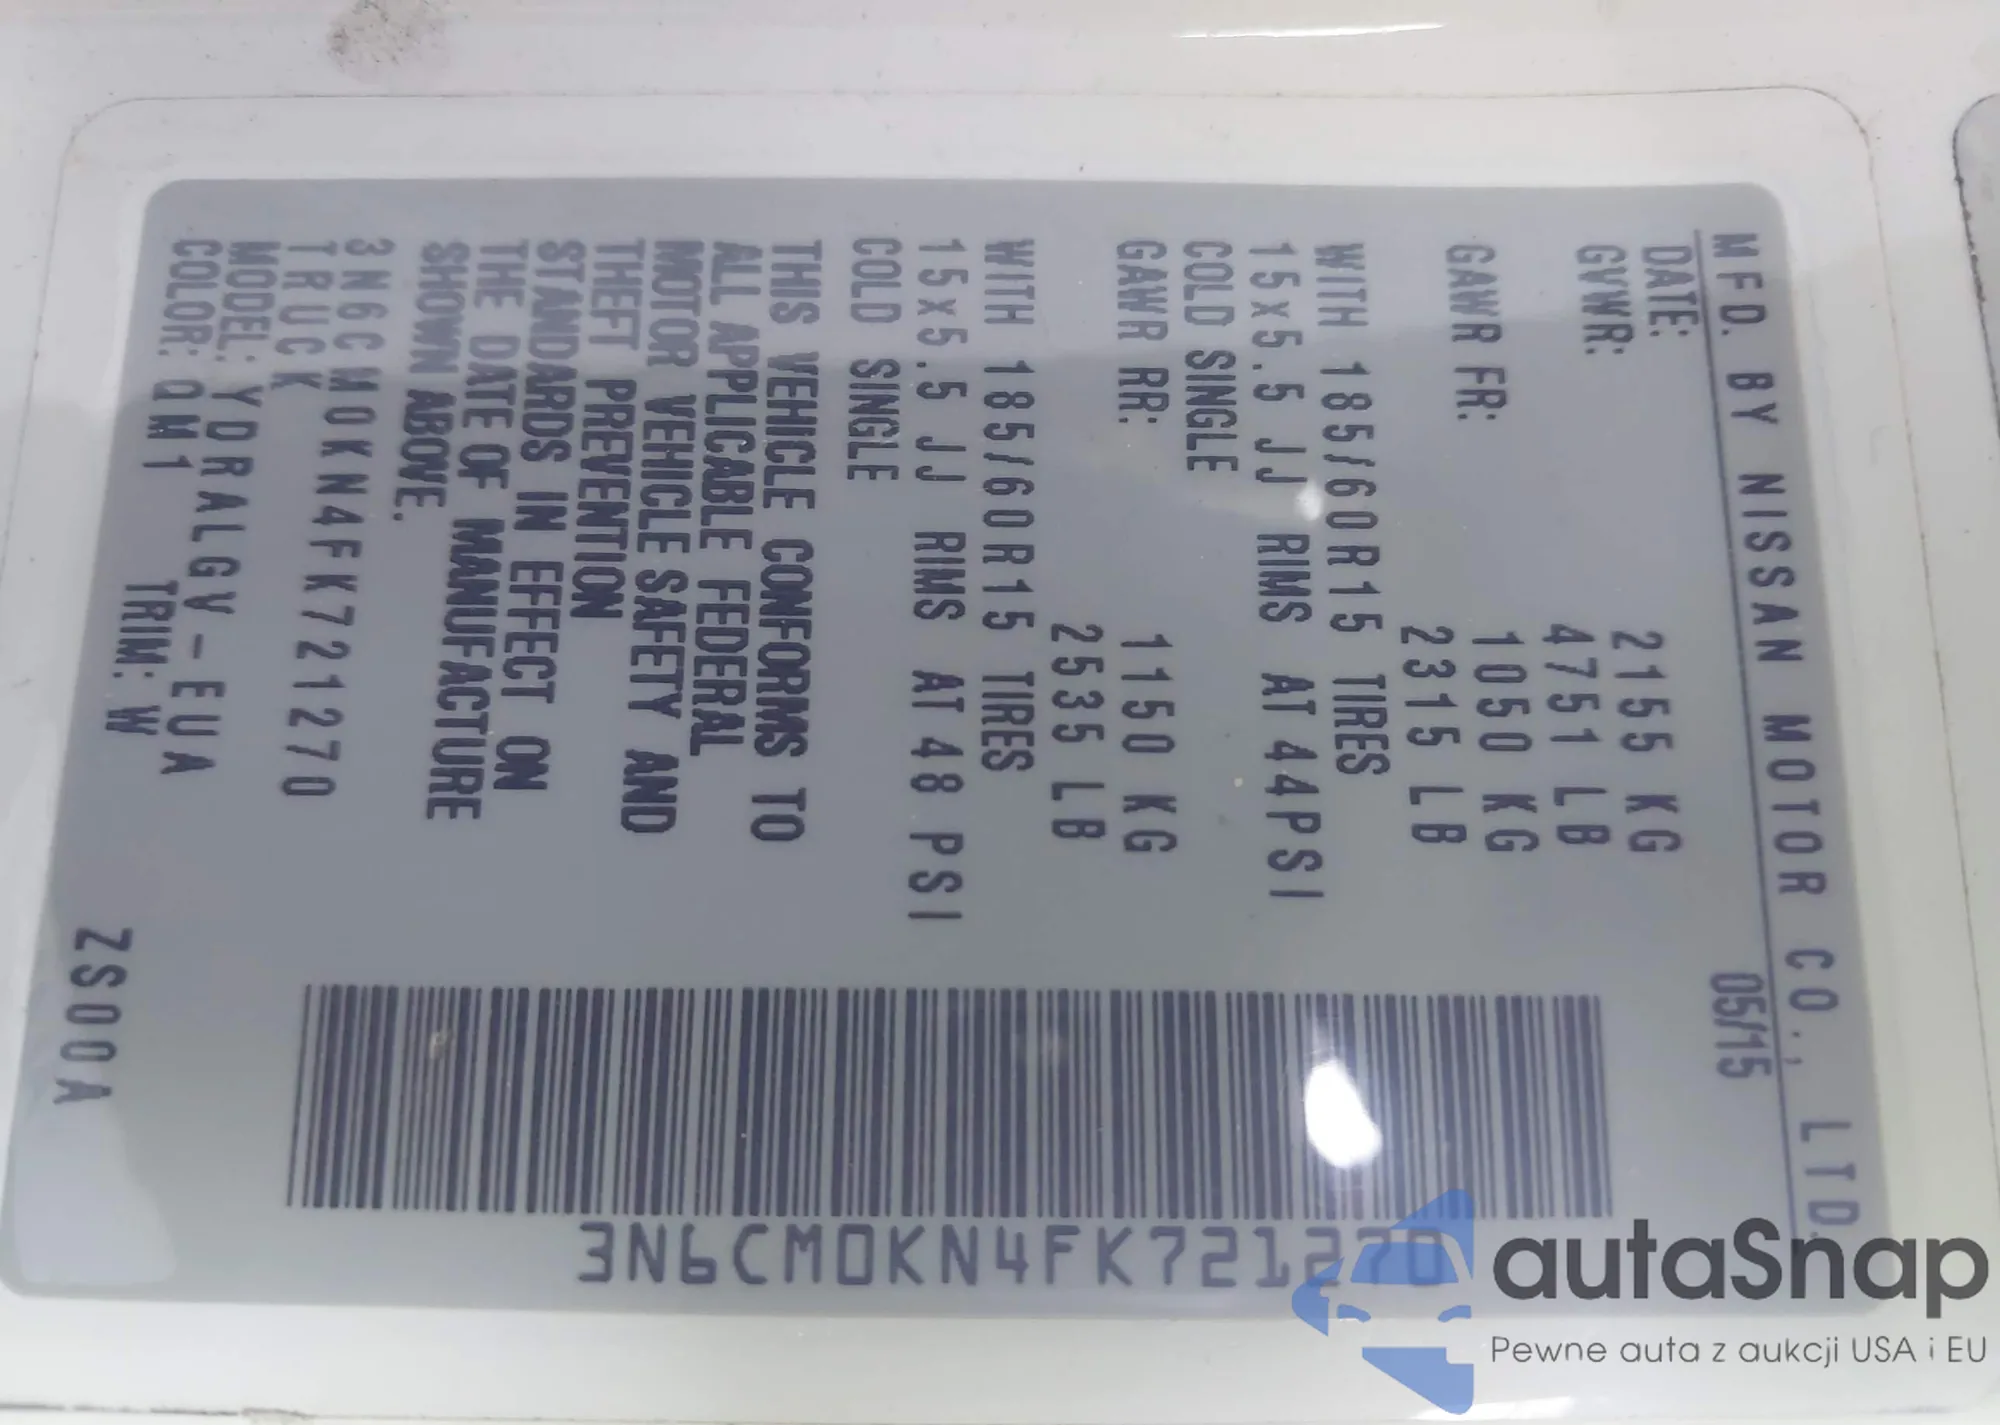 MFD. BY NISSAN MOTOR CO., LTD.
DATE: 05/15
GVWR: 2155 KG
4751 LB
GAWR FR: 1050 KG
2315 LB
WITH 185/60R15 TIRES
15x5.5 JJ RIMS AT 44PSI
COLD SINGLE
GAWR RR: 1150 KG
2535 LB
WITH 185/60R15 TIRES
15x5.5 JJ RIMS AT 48 PSI
COLD SINGLE
THIS VEHICLE CONFORMS TO
ALL APPLICABLE FEDERAL
MOTOR VEHICLE SAFETY AND
THEFT PREVENTION
STANDARDS IN EFFECT ON
THE DATE OF MANUFACTURE
SHOWN ABOVE.
3N6CM0KN4FK721270
TRUCK
MODEL: YDRALGV-EUA
COLOR: QM1 TRIM: W
ZS00A
3N6CM0KN4FK721270
autaSnap
Pewne auta z aukcji USA i EU